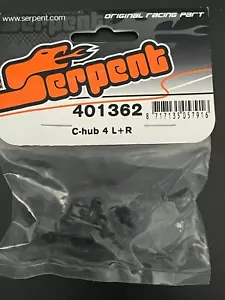 www.serpent.com
ORIGINAL RACING PART
Serpent
401362
8 717135 057916
C-hub 4 L+R